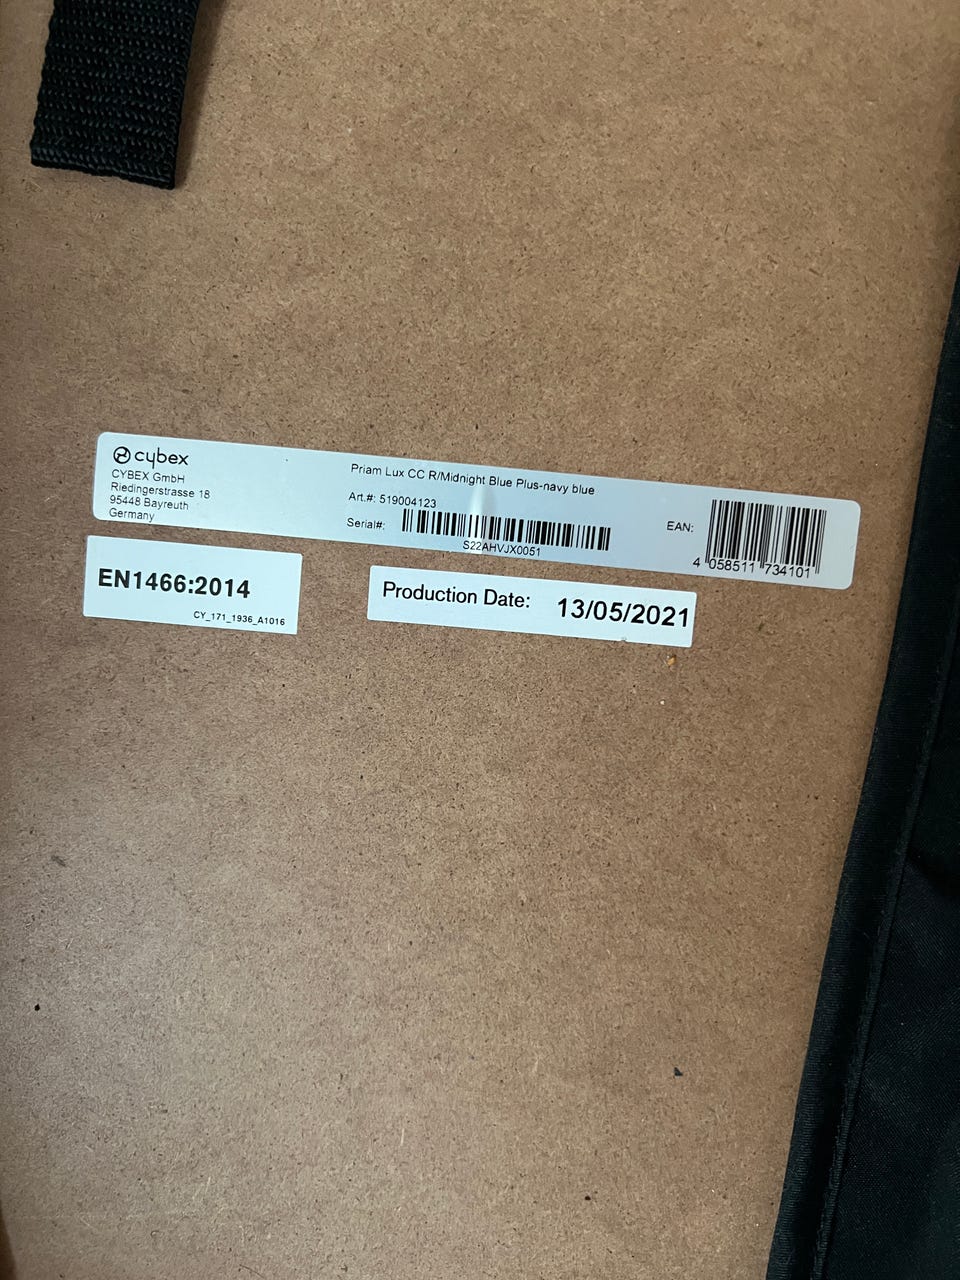 cybex
CYBEX GmbH
Riedingerstrasse 18
95448 Bayreuth
Germany
Priam Lux CC R/Midnight Blue Plus-navy blue
Art.#: 519004123
Serial#:
S22AHVJX0051
EAN:
4 058511 734101
EN1466:2014
CY_171_1936_A1016
Production Date: 13/05/2021